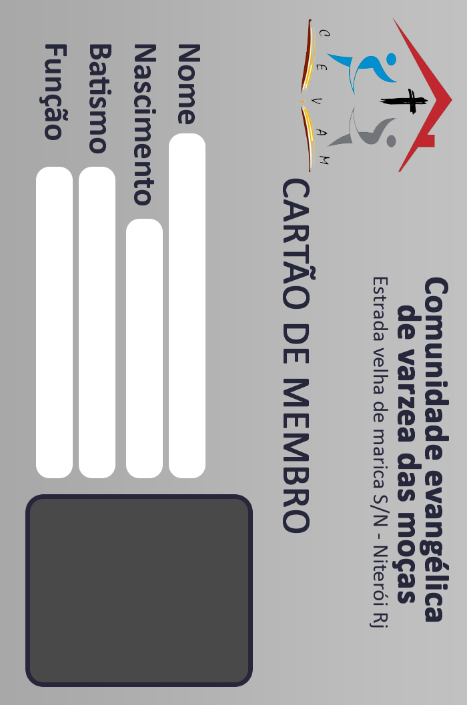 C E V A M
Comunidade evangélica
de varzea das moças
Estrada velha de marica S/N - Niterói Rj
CARTÃO DE MEMBRO
Nome
Nascimento
Batismo
Função